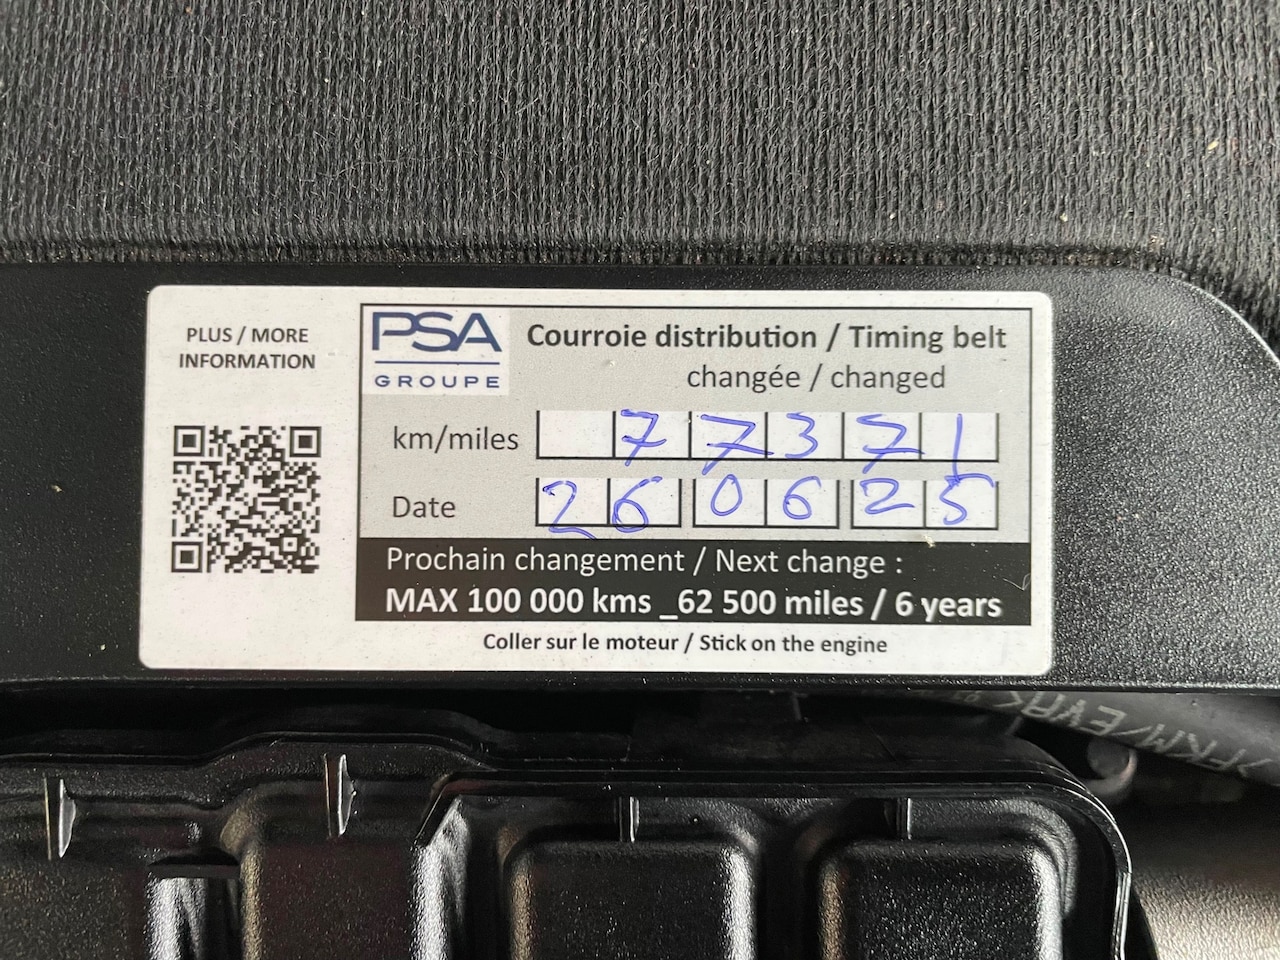 PLUS / MORE
INFORMATION
PSA
GROUPE
Courroie distribution / Timing belt
changée / changed
km/miles 77371
Date 26 06 25
Prochain changement / Next change :
MAX 100 000 kms _62 500 miles / 6 years
Coller sur le moteur / Stick on the engine
>FKM/EVAC